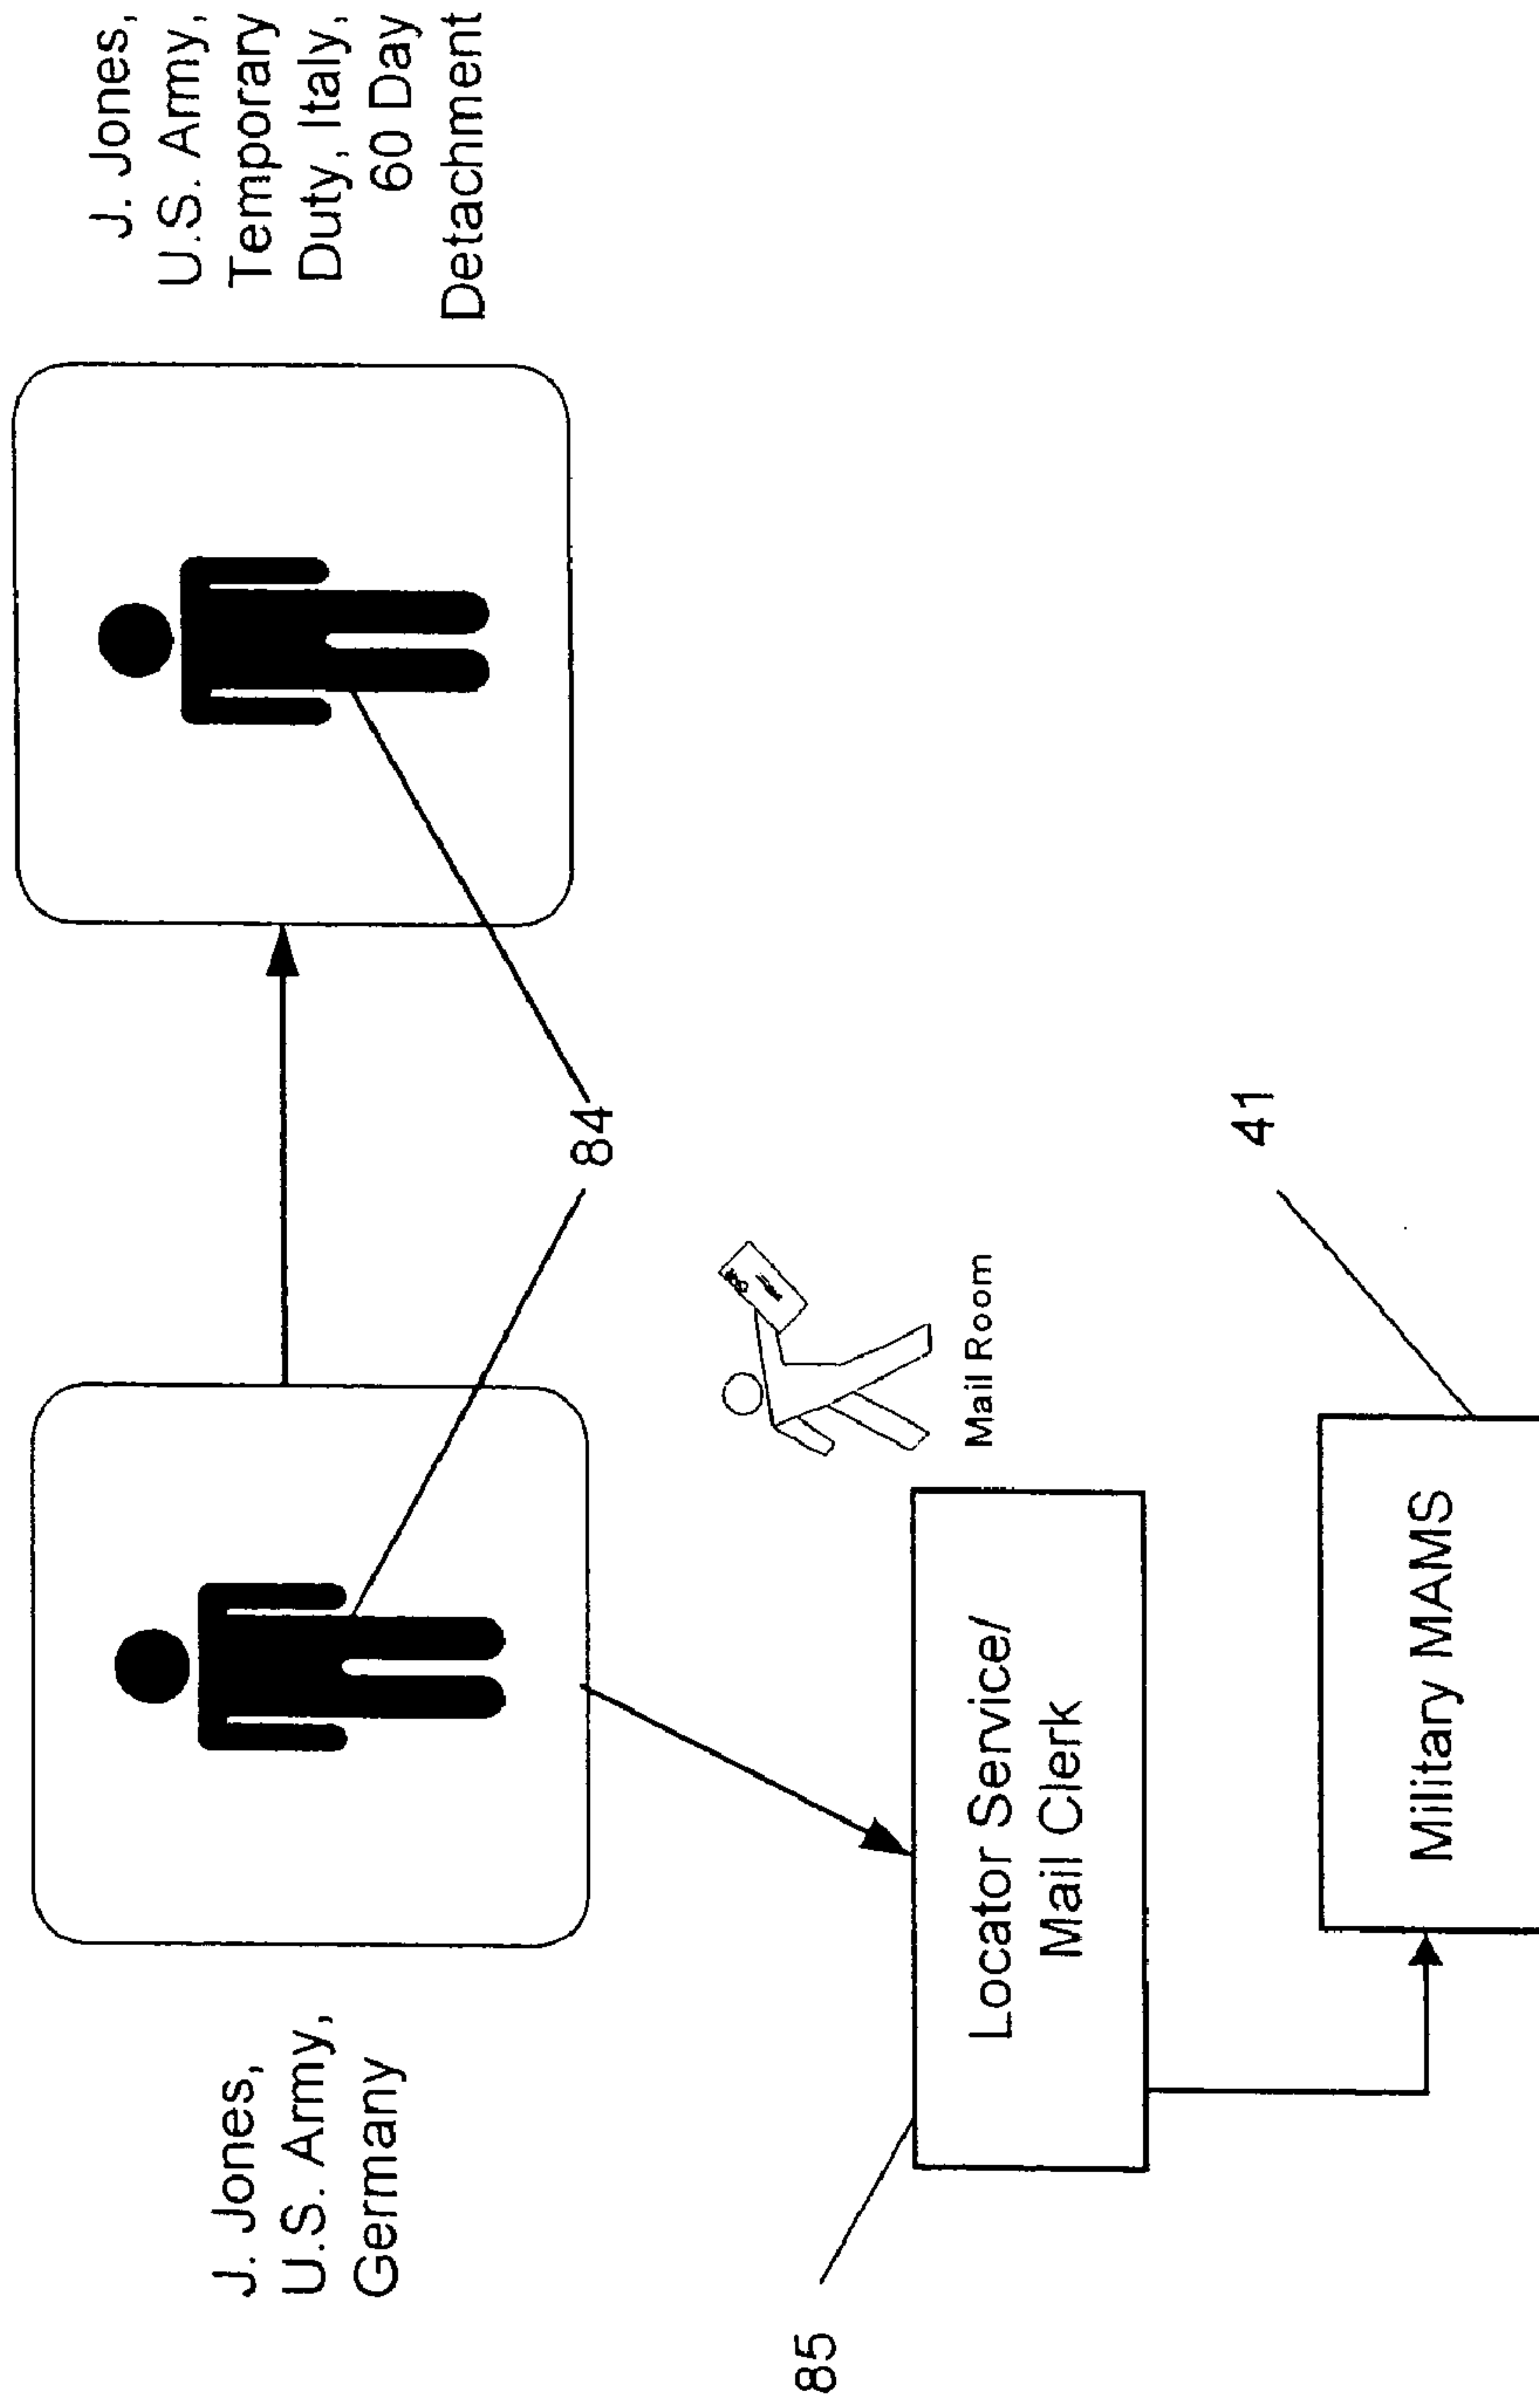 J. Jones,
U.S. Army,
Germany
J. Jones,
U.S. Army,
Temporary
Duty, Italy,
60 Day
Detachment
84
Mail Room
85
Locator Service/
Mail Clerk
41
Military MAMS